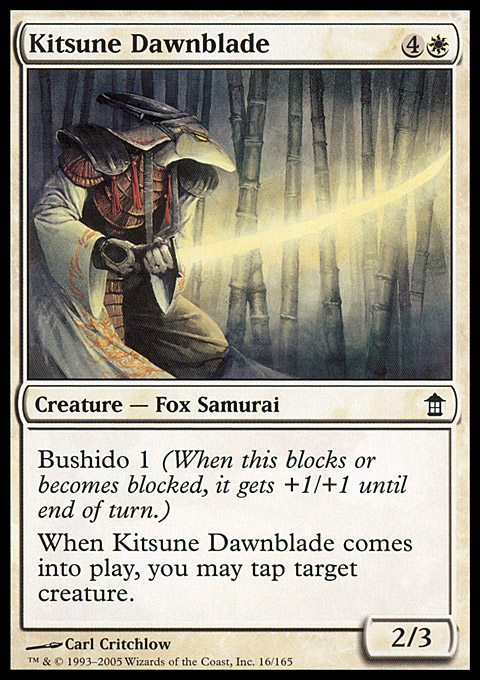 Kitsune Dawnblade 4
Creature — Fox Samurai
Bushido 1 (When this blocks or
becomes blocked, it gets +1/+1 until
end of turn.)
When Kitsune Dawnblade comes
into play, you may tap target
creature.
Carl Critchlow
2/3
™ & © 1993–2005 Wizards of the Coast, Inc. 16/165